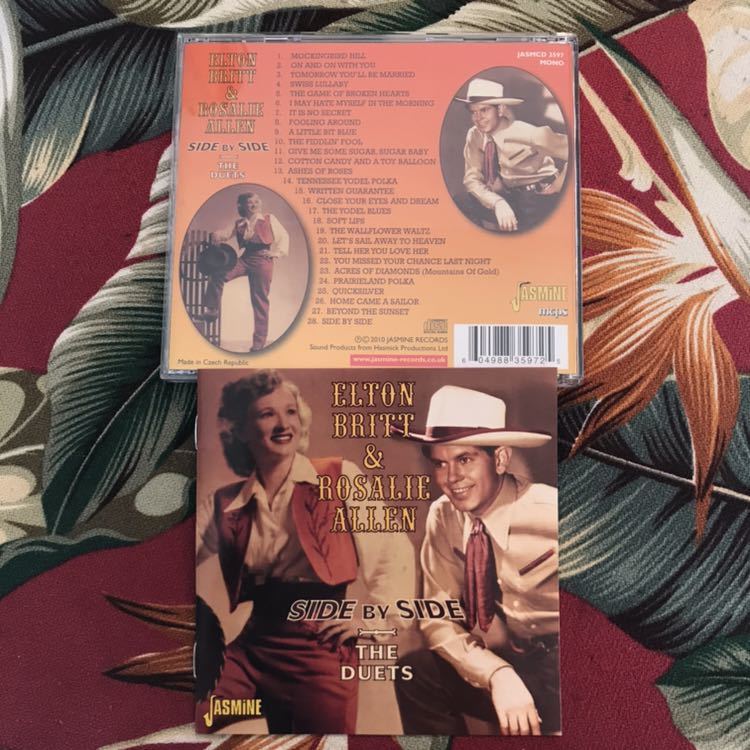 ELTON
BRITT
&
ROSALIE
ALLEN
SIDE BY SIDE
THE
DUETS
1. MOCKINGBIRD HILL
2. ON AND ON WITH YOU
3. TOMORROW YOU'LL BE MARRIED
4. SWISS LULLABY
5. THE GAME OF BROKEN HEARTS
6. I MAY HATE MYSELF IN THE MORNING
7. IT IS NO SECRET
8. FOOLING AROUND
9. A LITTLE BIT BLUE
10. THE FIDDLIN' FOOL
11. GIVE ME SOME SUGAR, SUGAR BABY
12. COTTON CANDY AND A TOY BALLOON
13. ASHES OF ROSES
14. TENNESSEE YODEL POLKA
15. WRITTEN GUARANTEE
16. CLOSE YOUR EYES AND DREAM
17. THE YODEL BLUES
18. SOFT LIPS
19. THE WALLFLOWER WALTZ
20. LET'S SAIL AWAY TO HEAVEN
21. TELL HER YOU LOVE HER
22. YOU MISSED YOUR CHANCE LAST NIGHT
23. ACRES OF DIAMONDS (Mountains Of Gold)
24. PRAIRIELAND POLKA
25. QUICKSILVER
26. HOME CAME A SAILOR
27. BEYOND THE SUNSET
28. SIDE BY SIDE
JASMCD 3597
MONO
JASMINE
mcps
Ⓟ© 2010 JASMINE RECORDS
Sound Products from Hasmick Productions Ltd
www.jasmine-records.co.uk
Made in Czech Republic
6 04988 35972 5
ELTON
BRITT
&
ROSALIE
ALLEN
SIDE BY SIDE
THE
DUETS
JASMINE